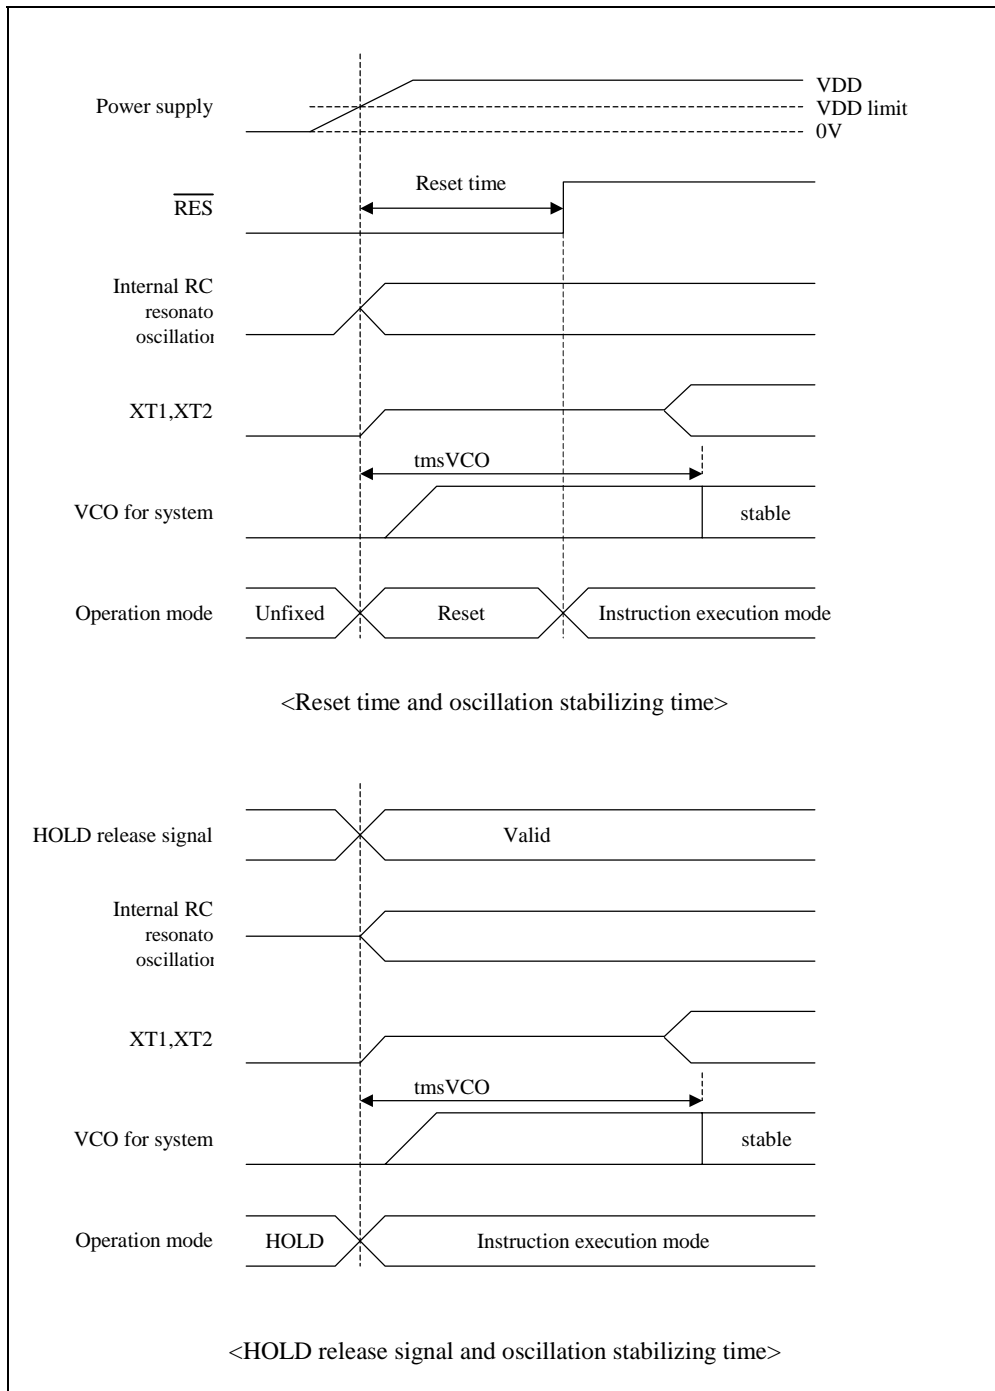 Power supply
VDD
VDD limit
0V
Reset time
RES
Internal RC
resonato
oscillation
XT1,XT2
tmsVCO
VCO for system
stable
Operation mode
Unfixed
Reset
Instruction execution mode
<Reset time and oscillation stabilizing time>
HOLD release signal
Valid
Internal RC
resonato
oscillation
XT1,XT2
tmsVCO
VCO for system
stable
Operation mode
HOLD
Instruction execution mode
<HOLD release signal and oscillation stabilizing time>